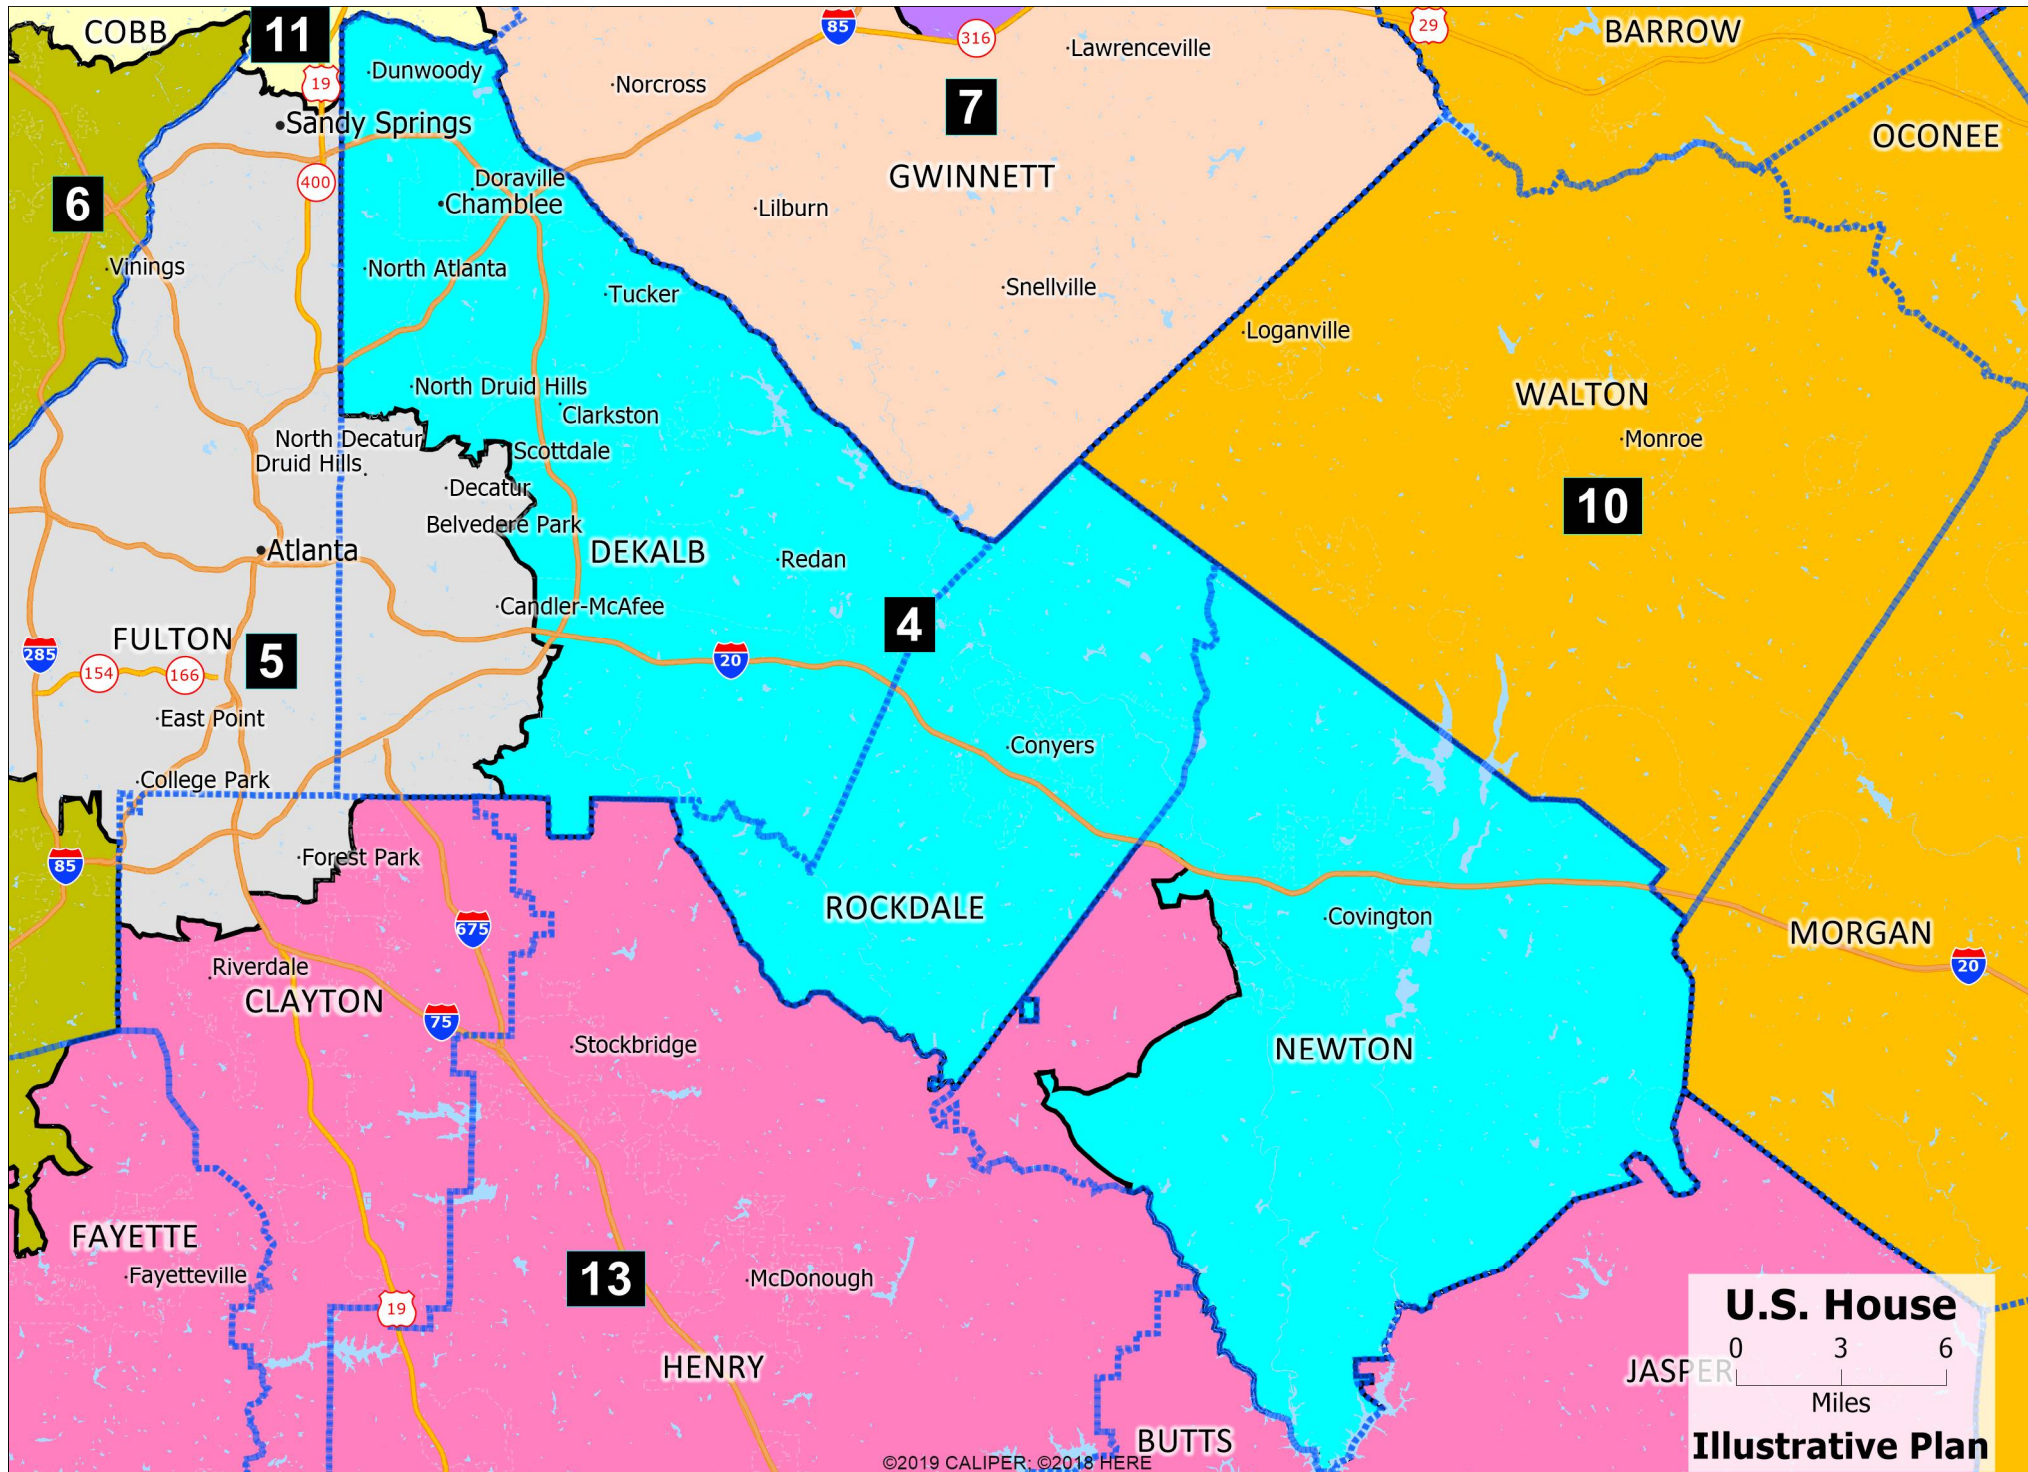 COBB
11
85
316
Lawrenceville
29
BARROW
19
Dunwoody
Norcross
7
Sandy Springs
OCONEE
400
Doraville
GWINNETT
6
Chamblee
Lilburn
Vinings
North Atlanta
Tucker
Snellville
Loganville
North Druid Hills
WALTON
Clarkston
North Decatur
Monroe
Druid Hills
Scottdale
Decatur
10
Belvedere Park
Atlanta
DEKALB
Redan
Candler-McAfee
4
FULTON
285
5
154
166
20
East Point
Conyers
College Park
85
Forest Park
ROCKDALE
Covington
675
MORGAN
Riverdale
20
CLAYTON
75
Stockbridge
NEWTON
FAYETTE
Fayetteville
13
McDonough
19
U.S. House
0 3 6
HENRY
JASPER
Miles
BUTTS
Illustrative Plan
©2019 CALIPER; ©2018 HERE